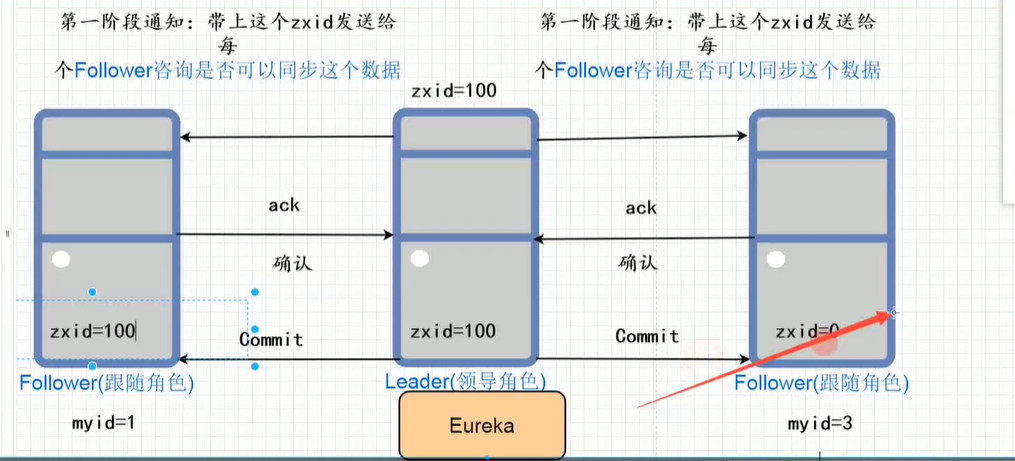 第一阶段通知：带上这个zxid发送给
每
个Follower咨询是否可以同步这个数据
第一阶段通知：带上这个zxid发送给
每
个Follower咨询是否可以同步这个数据
zxid=100
ack
ack
确认
确认
zxid=100
zxid=100
zxid=0
Commit
Commit
Follower(跟随角色)
Leader(领导角色)
Follower(跟随角色)
myid=1
Eureka
myid=3